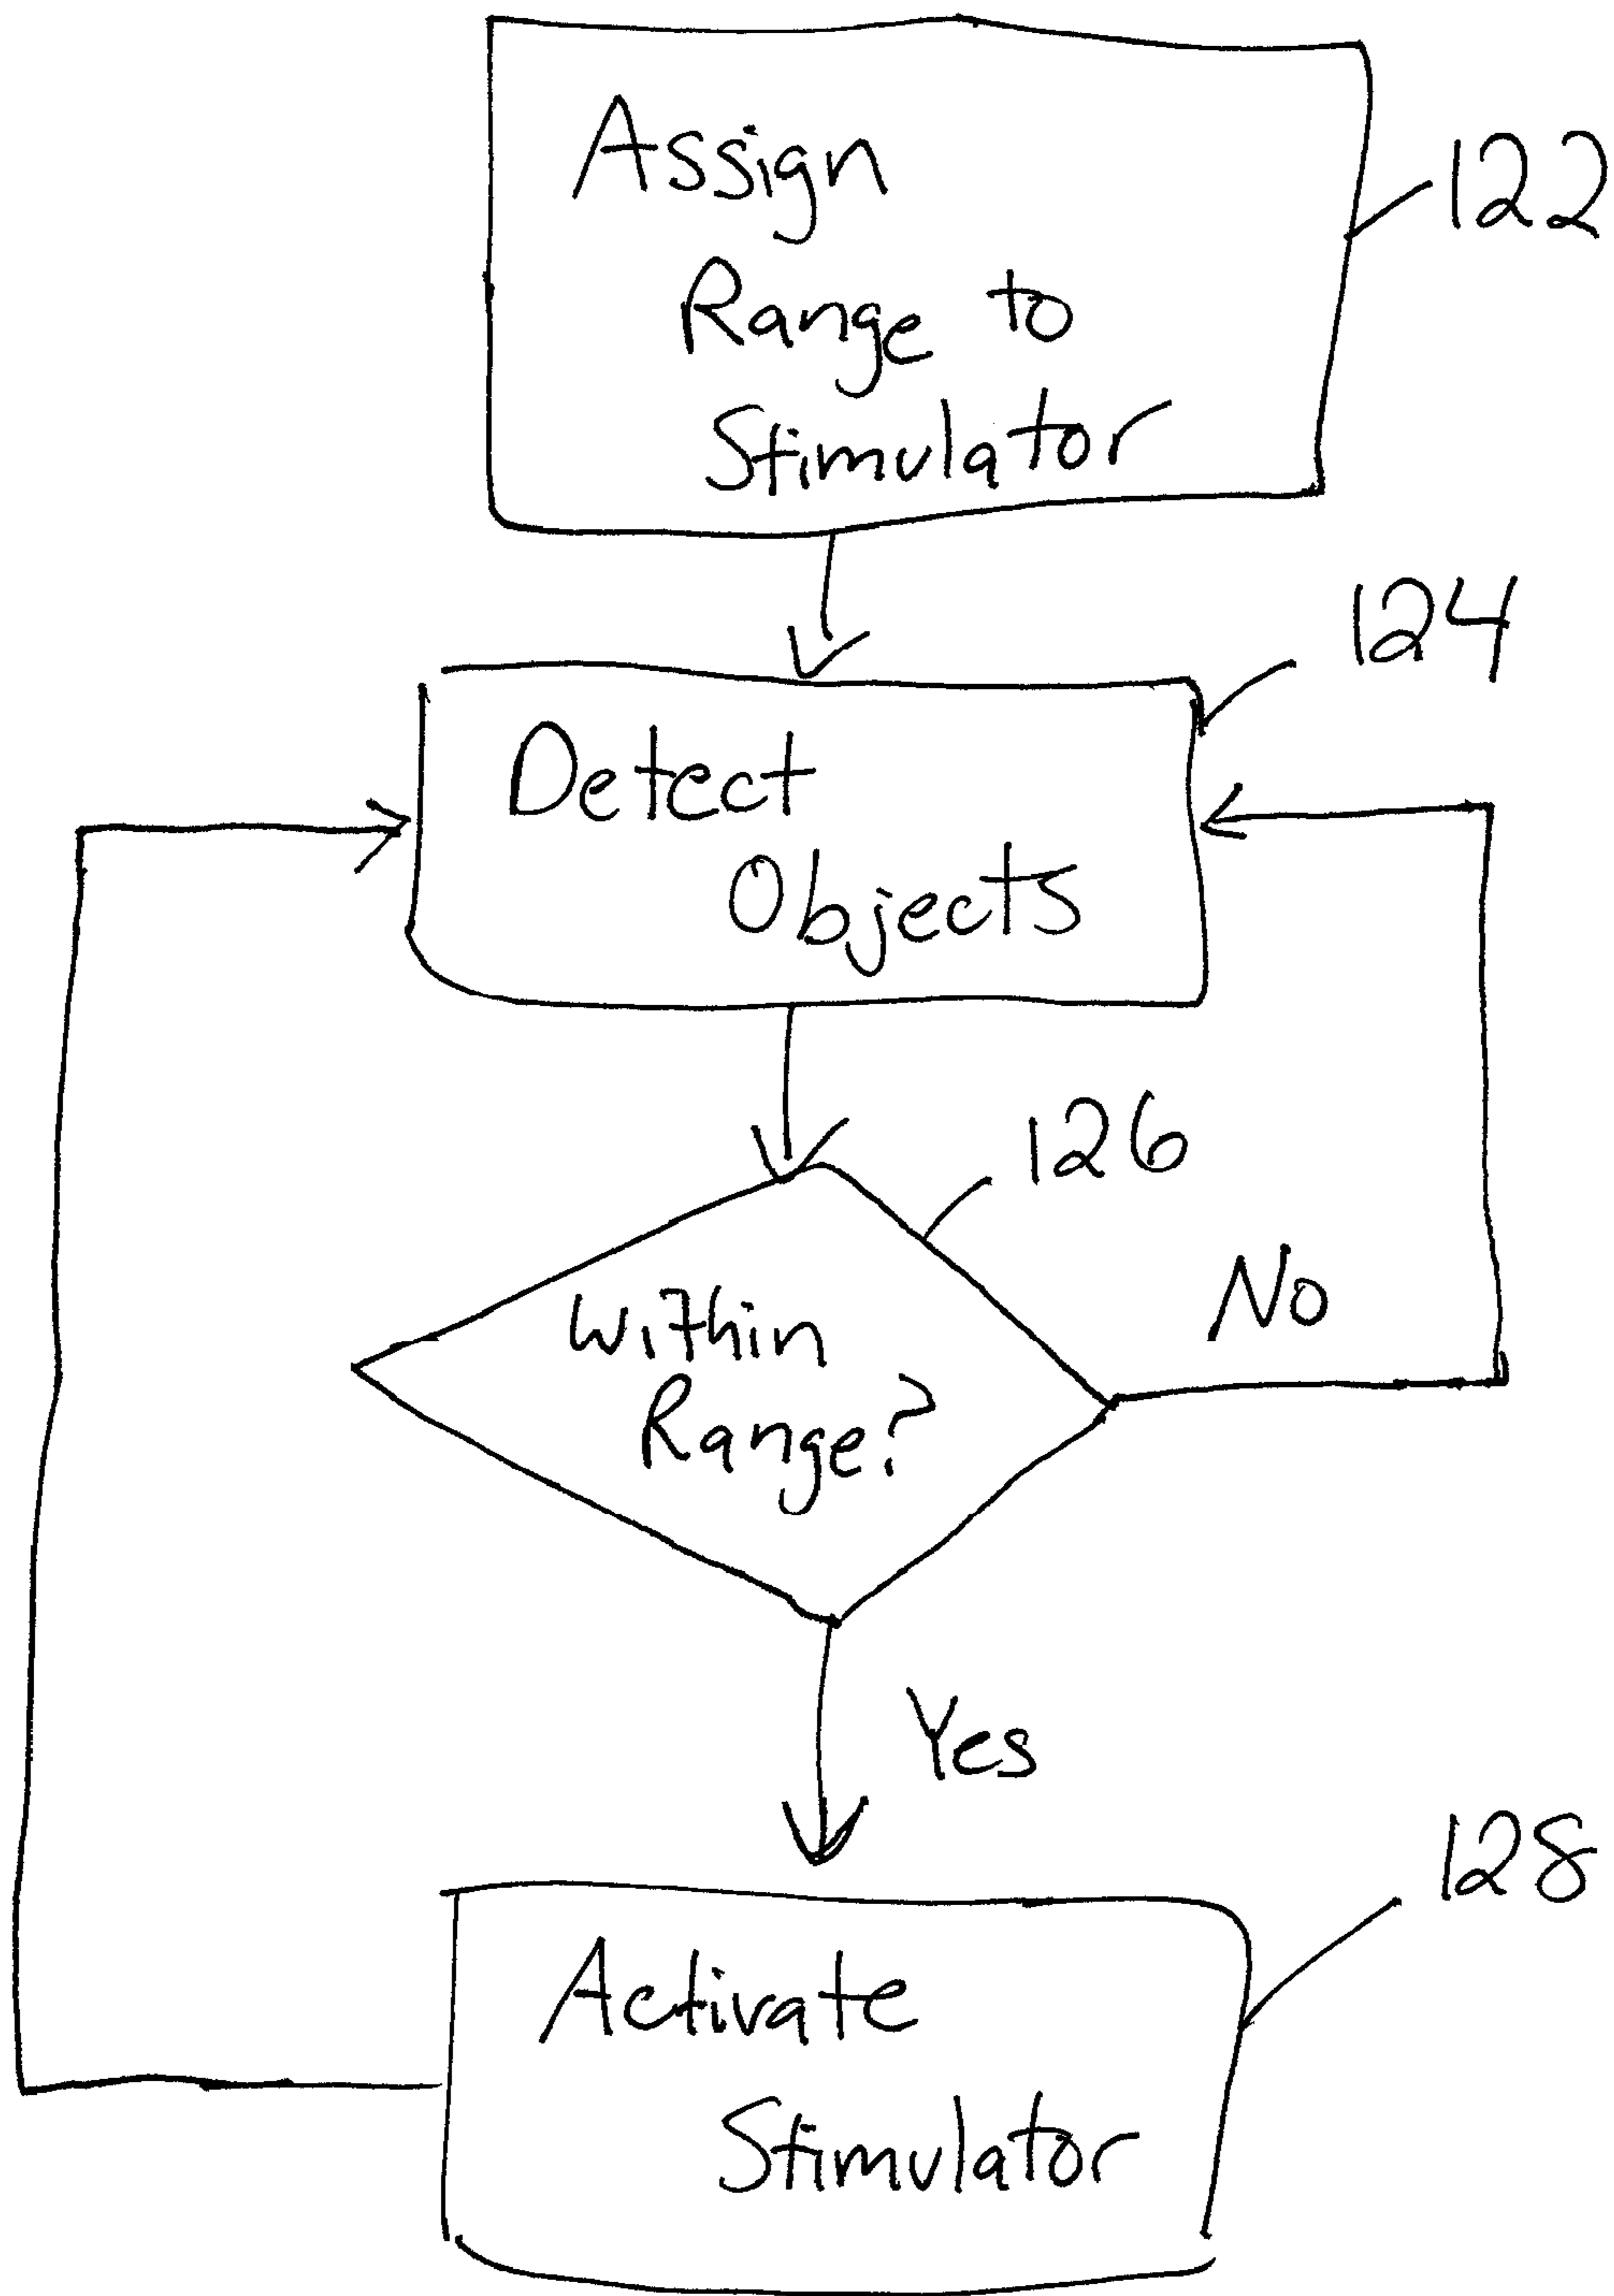 Assign
Range to
Stimulator
122
124
Detect
Objects
126
Within
Range?
No
Yes
128
Activate
Stimulator